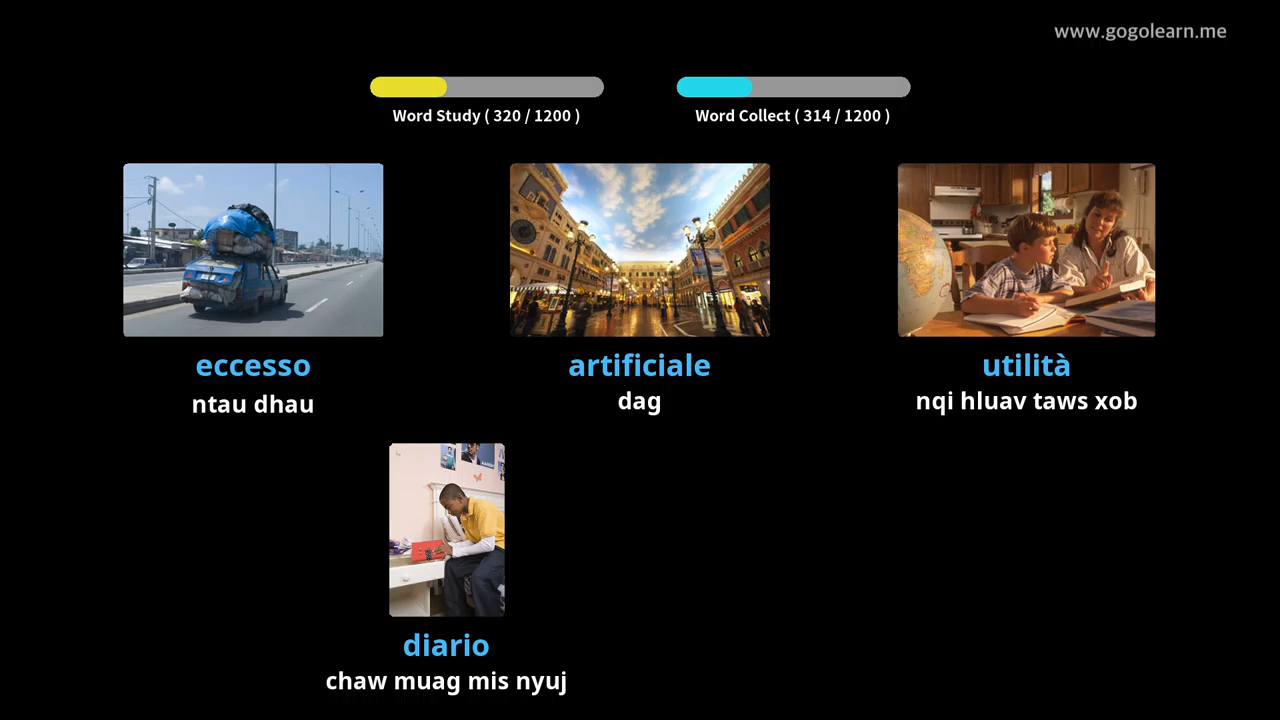 www.gogolearn.me
Word Study ( 320 / 1200 )
Word Collect ( 314 / 1200 )
eccesso
artificiale
utilità
ntau dhau
dag
nqi hluav taws xob
diario
chaw muag mis nyuj